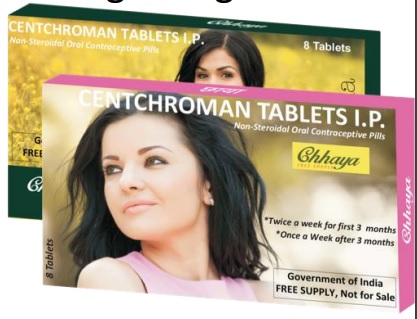 CENTCHROMAN TABLETS I.P.
Non-Steroidal Oral Contraceptive Pills
8 Tablets
CENTCHROMAN TABLETS I.P.
Non-Steroidal Oral Contraceptive Pills
Chhaya
FREE SUPPLY
Chhaya
*Twice a week for first 3 months
*Once a Week after 3 months
8 Tablets
Government of India
FREE SUPPLY, Not for Sale